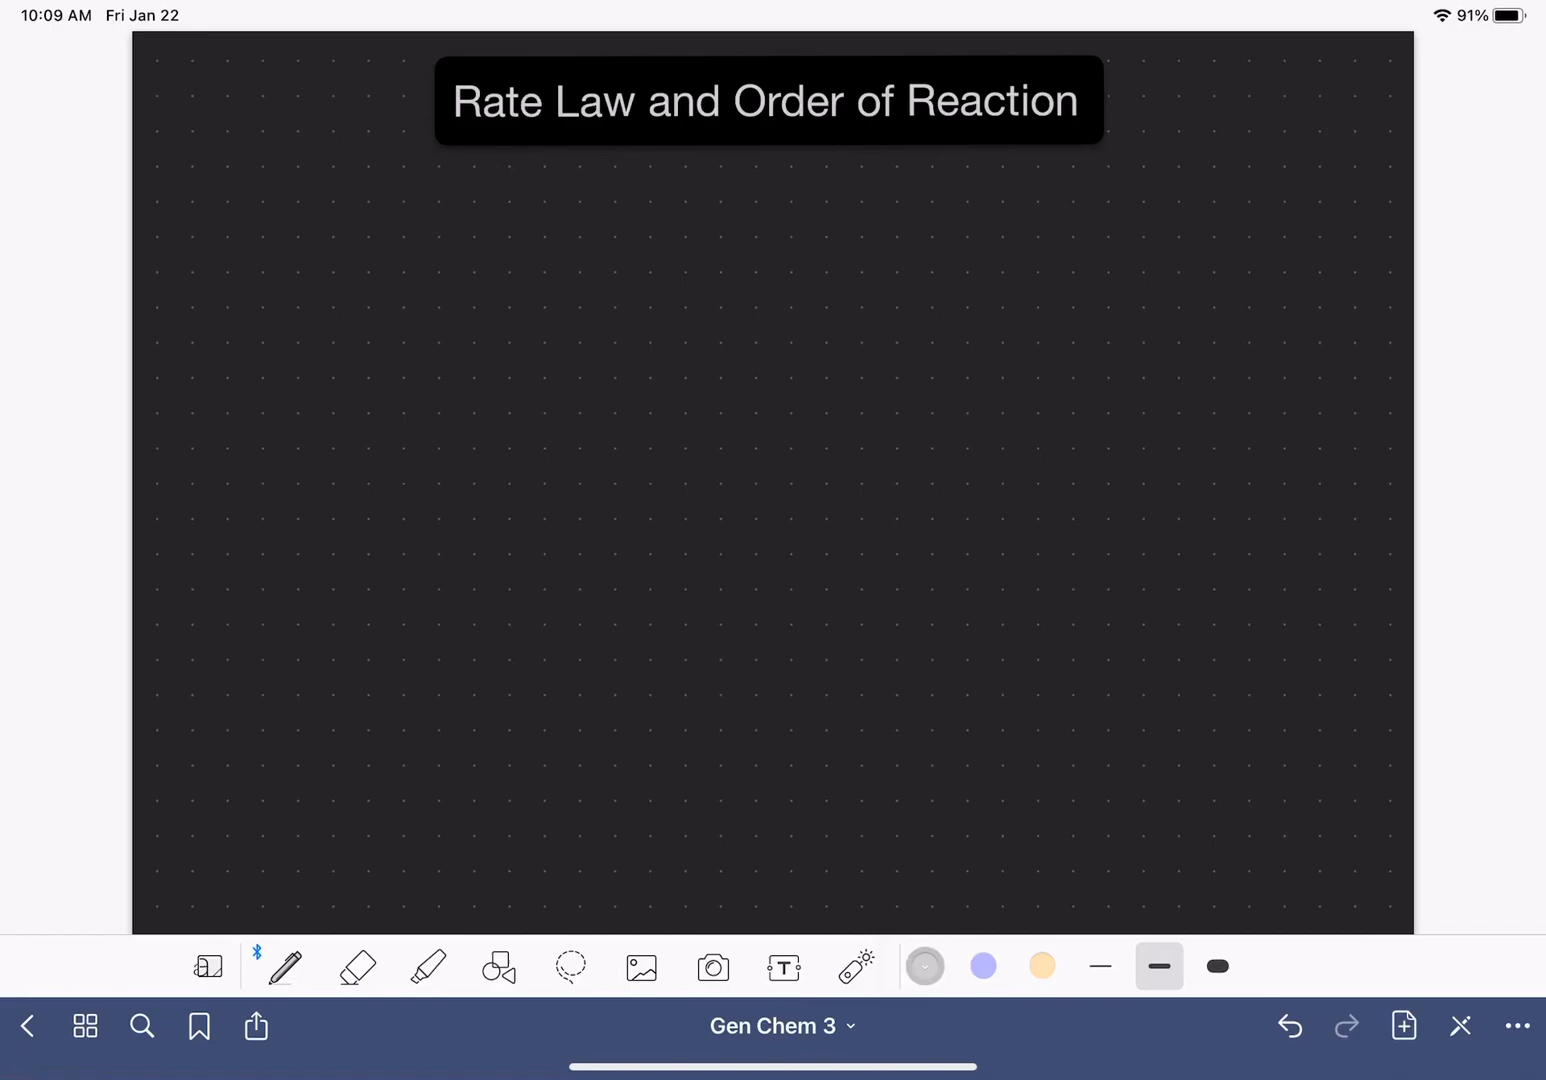 10:09 AM Fri Jan 22
91%
Rate Law and Order of Reaction
T
Gen Chem 3